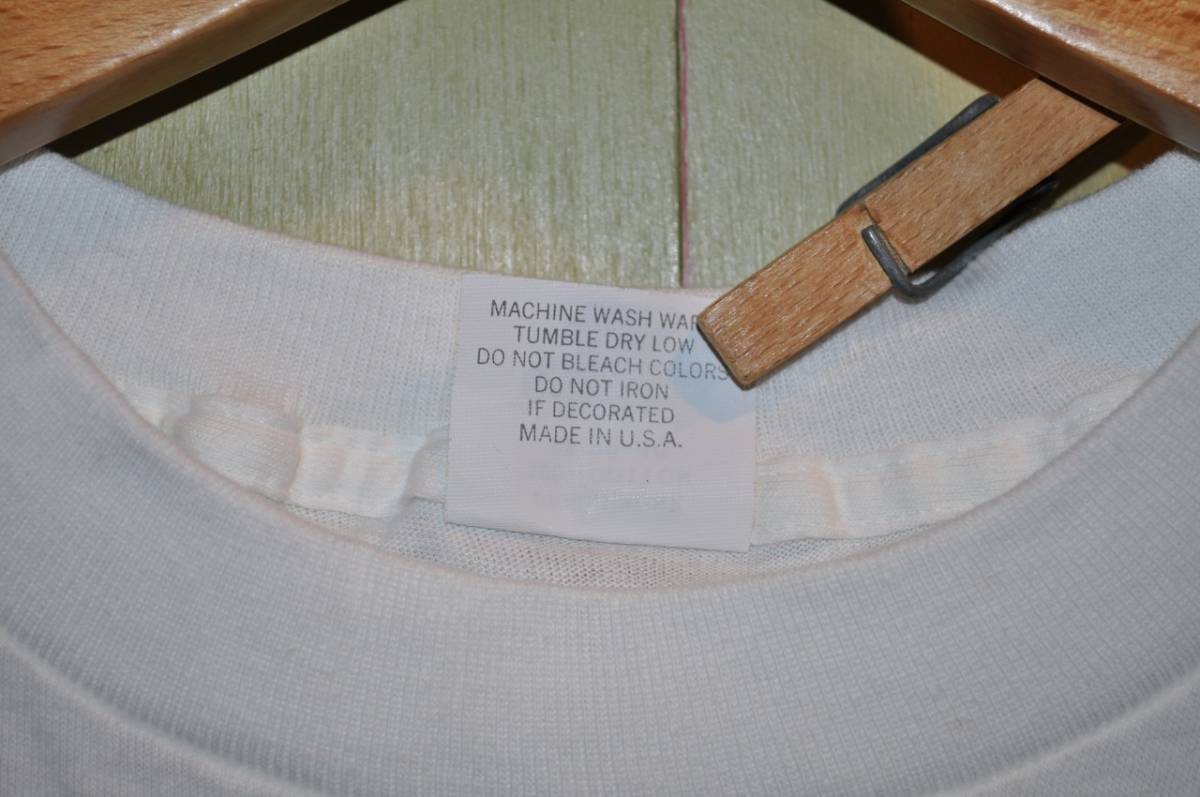 MACHINE WASH WAR
TUMBLE DRY LOW
DO NOT BLEACH COLORS
DO NOT IRON
IF DECORATED
MADE IN U.S.A.